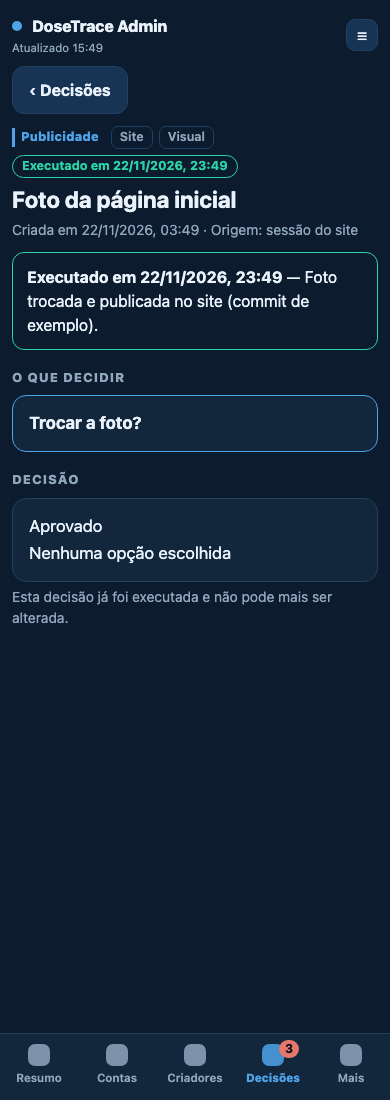 DoseTrace Admin
Atualizado 15:49
≡
‹ Decisões
Publicidade Site Visual
Executado em 22/11/2026, 23:49
Foto da página inicial
Criada em 22/11/2026, 03:49 · Origem: sessão do site
Executado em 22/11/2026, 23:49 — Foto
trocada e publicada no site (commit de
exemplo).
O QUE DECIDIR
Trocar a foto?
DECISÃO
Aprovado
Nenhuma opção escolhida
Esta decisão já foi executada e não pode mais ser
alterada.
3
Resumo Contas Criadores Decisões Mais